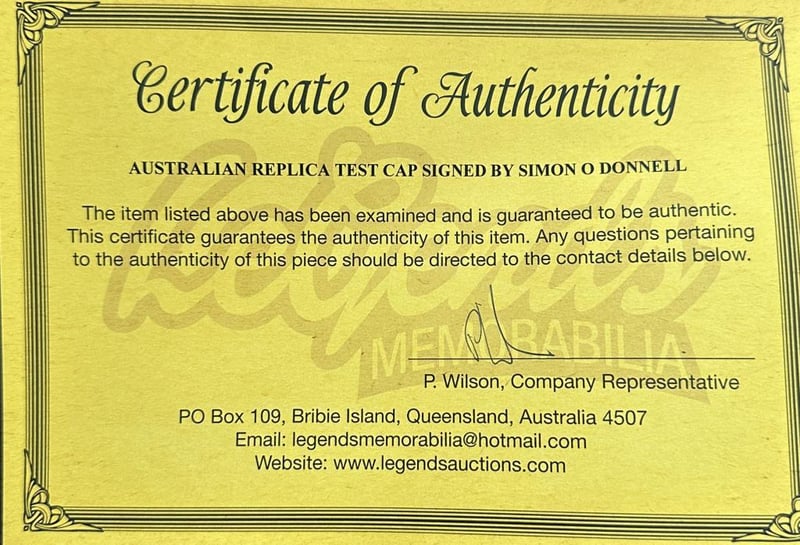 Certificate of Authenticity
AUSTRALIAN REPLICA TEST CAP SIGNED BY SIMON O DONNELL
The item listed above has been examined and is guaranteed to be authentic.
This certificate guarantees the authenticity of this item. Any questions pertaining
to the authenticity of this piece should be directed to the contact details below.
Legends
MEMORABILIA
P. Wilson, Company Representative
PO Box 109, Bribie Island, Queensland, Australia 4507
Email: legendsmemorabilia@hotmail.com
Website: www.legendsauctions.com